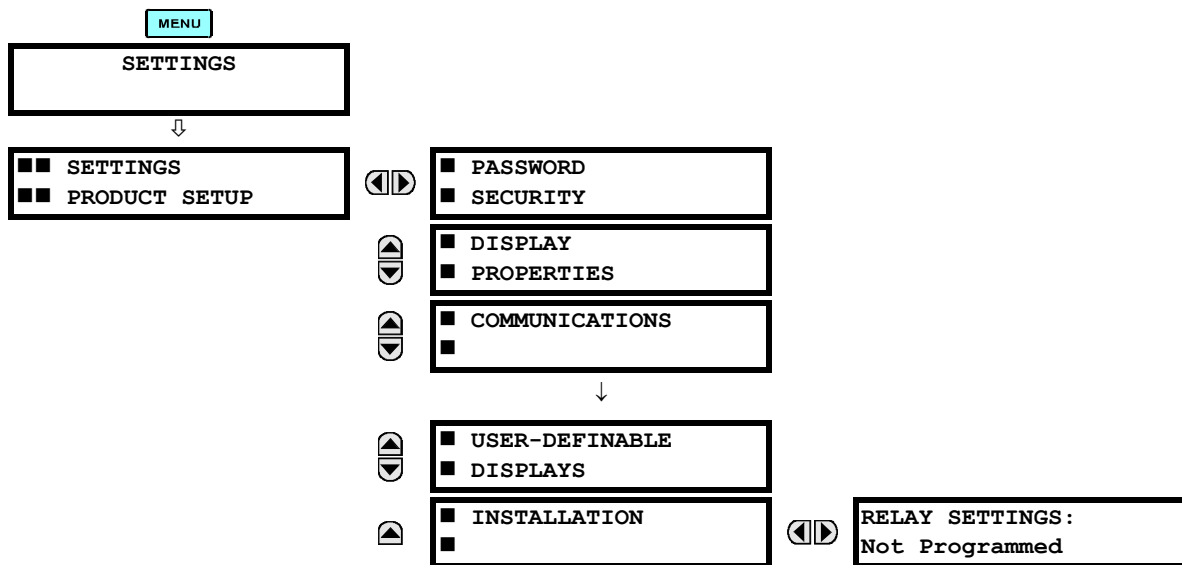 MENU
SETTINGS
■■ SETTINGS
■■ PRODUCT SETUP
■ PASSWORD
■ SECURITY
■ DISPLAY
■ PROPERTIES
■ COMMUNICATIONS
■
■ USER-DEFINABLE
■ DISPLAYS
■ INSTALLATION
■
RELAY SETTINGS:
Not Programmed